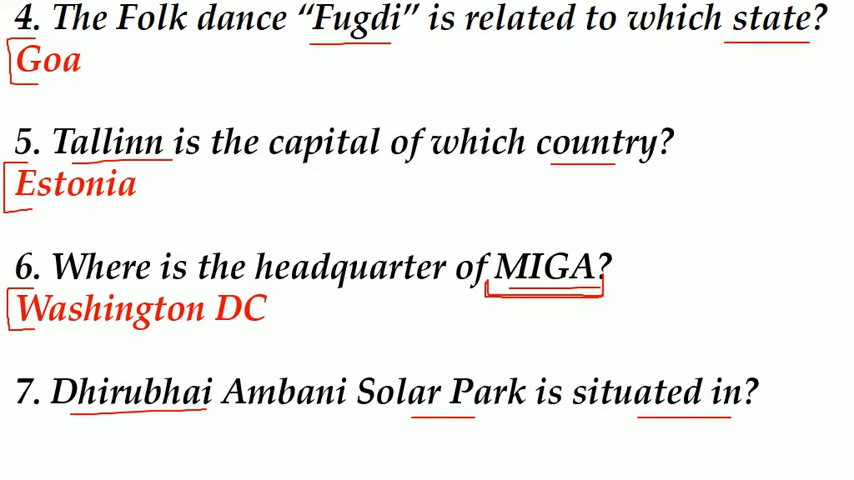 4. The Folk dance “Fugdi” is related to which state?
Goa
5. Tallinn is the capital of which country?
Estonia
6. Where is the headquarter of MIGA?
Washington DC
7. Dhirubhai Ambani Solar Park is situated in?